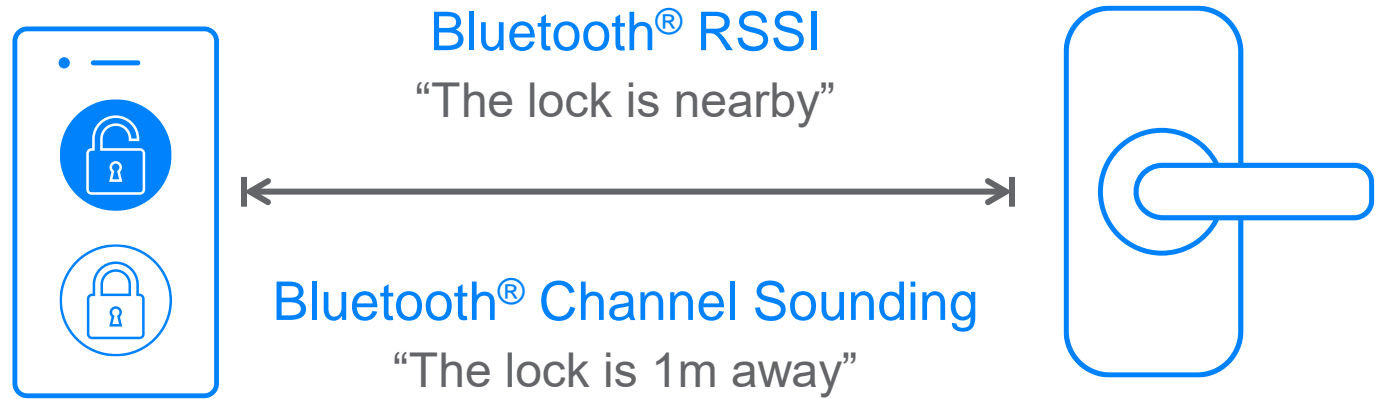 Bluetooth® RSSI
“The lock is nearby”
Bluetooth® Channel Sounding
“The lock is 1m away”